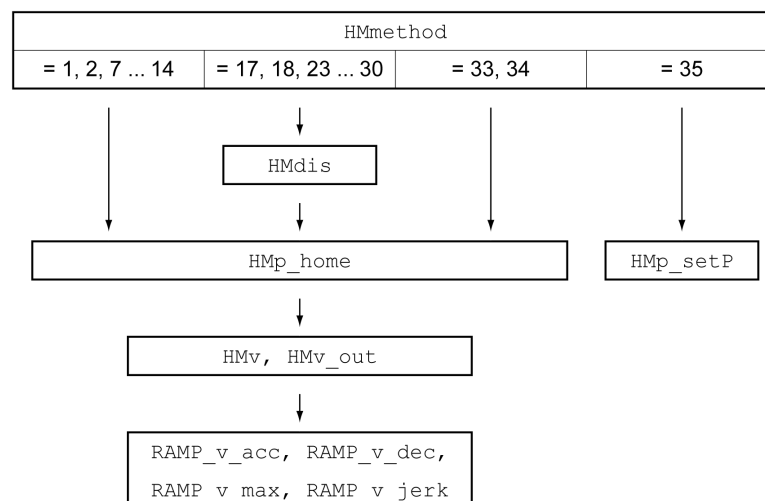 HMmethod
= 1, 2, 7 ... 14 = 17, 18, 23 ... 30 = 33, 34 = 35
HMdis
HMp_home HMp_setP
HMv, HMv_out
RAMP_v_acc, RAMP_v_dec,
RAMP_v_max, RAMP_v_jerk